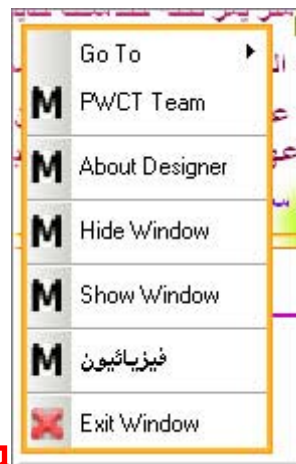 Go To
M PWCT Team
M About Designer
M Hide Window
M Show Window
M فيزيائيون
Exit Window